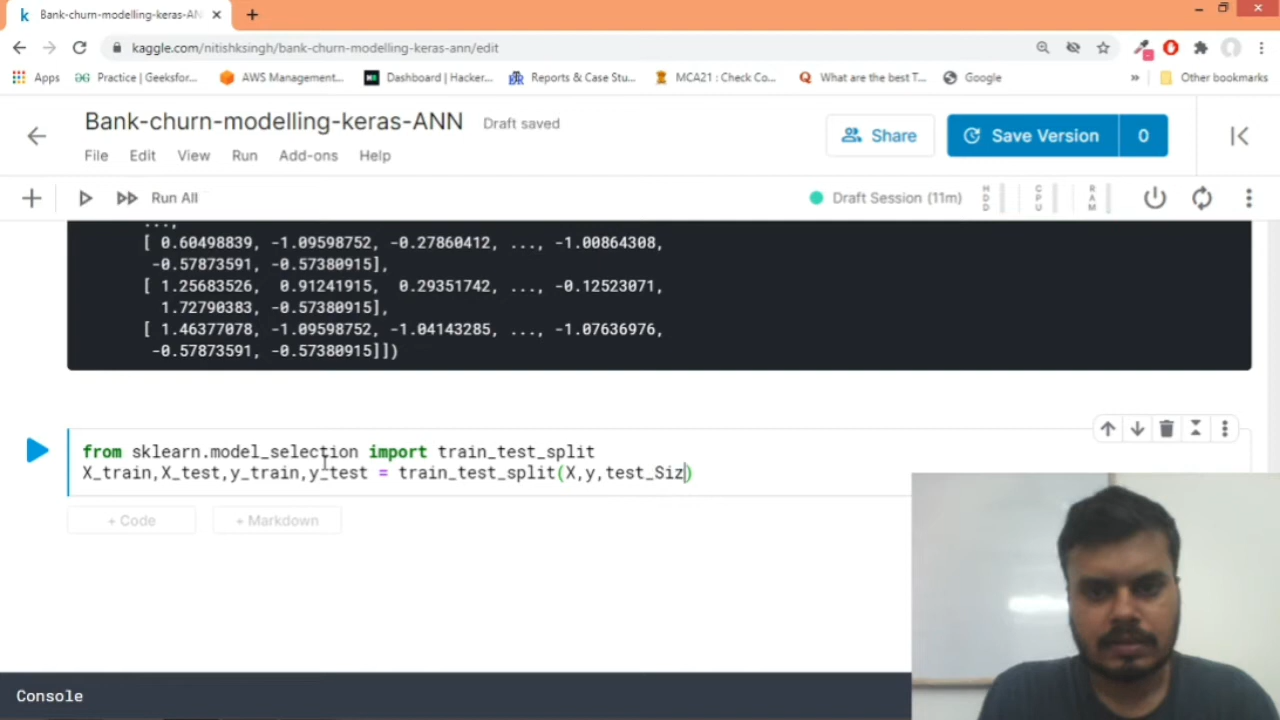 k Bank-churn-modelling-keras-AN
kaggle.com/nitishksingh/bank-churn-modelling-keras-ann/edit
Apps Practice | Geeksfor... AWS Management... Dashboard | Hacker... Reports & Case Stu... MCA21 : Check Co... What are the best T... Google » Other bookmarks
Bank-churn-modelling-keras-ANN Draft saved
Share Save Version 0
File Edit View Run Add-ons Help
Run All Draft Session (11m) HDD CPU RAM
...,
[ 0.60498839, -1.09598752, -0.27860412, ..., -1.00864308,
-0.57873591, -0.57380915],
[ 1.25683526, 0.91241915, 0.29351742, ..., -0.12523071,
1.72790383, -0.57380915],
[ 1.46377078, -1.09598752, -1.04143285, ..., -1.07636976,
-0.57873591, -0.57380915]])
from sklearn.model_selection import train_test_split
X_train,X_test,y_train,y_test = train_test_split(X,y,test_Siz)
+ Code + Markdown
Console